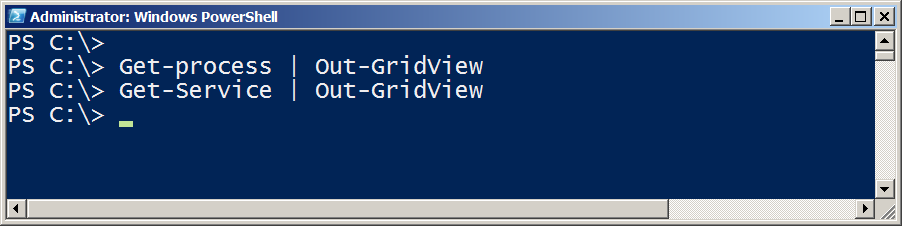 Administrator: Windows PowerShell
PS C:\>
PS C:\> Get-process | Out-GridView
PS C:\> Get-Service | Out-GridView
PS C:\>